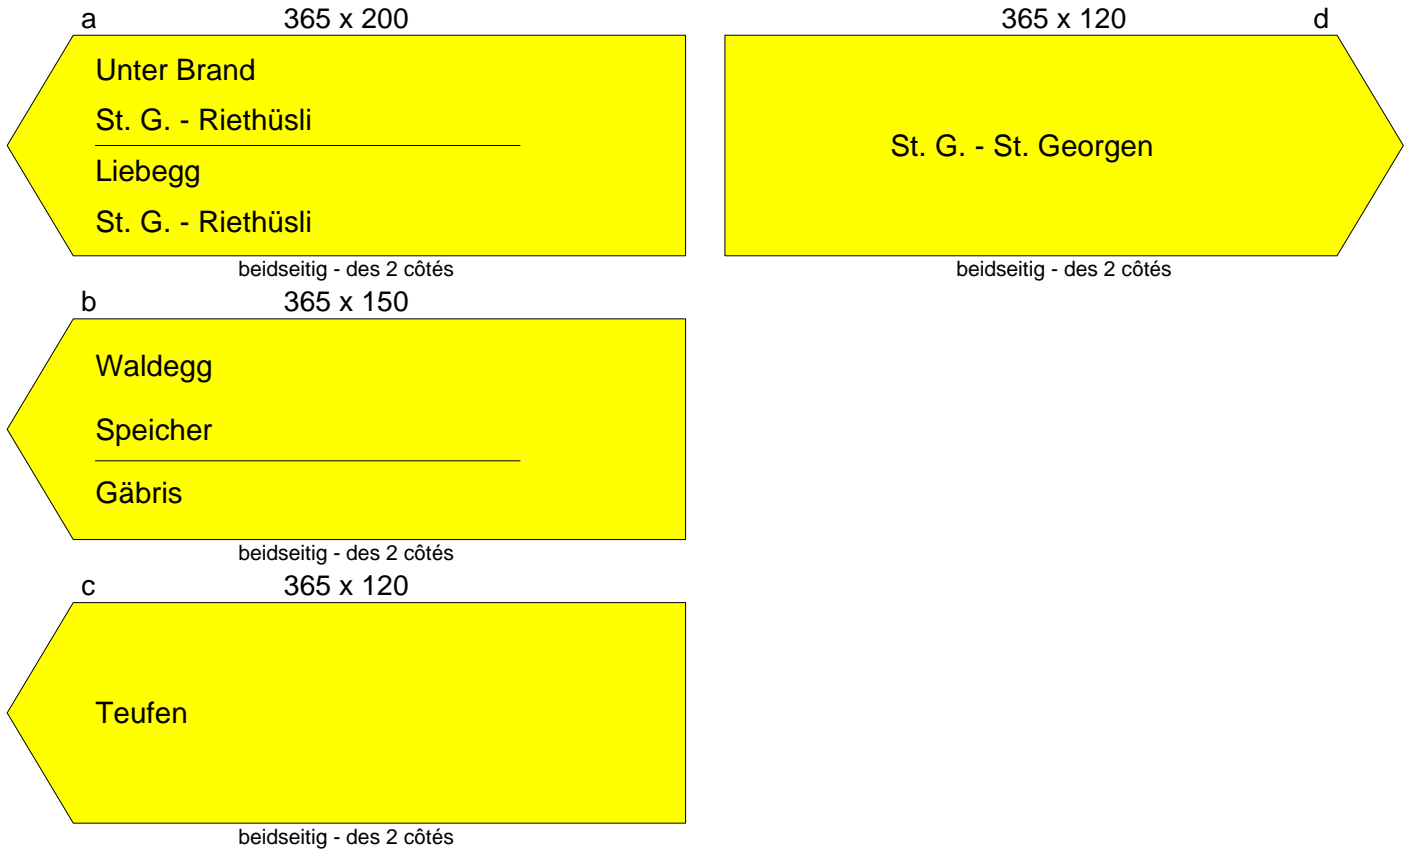 a 365 x 200
Unter Brand
St. G. - Riethüsli
Liebegg
St. G. - Riethüsli
beidseitig - des 2 côtés
365 x 120 d
St. G. - St. Georgen
beidseitig - des 2 côtés
b 365 x 150
Waldegg
Speicher
Gäbris
beidseitig - des 2 côtés
c 365 x 120
Teufen
beidseitig - des 2 côtés